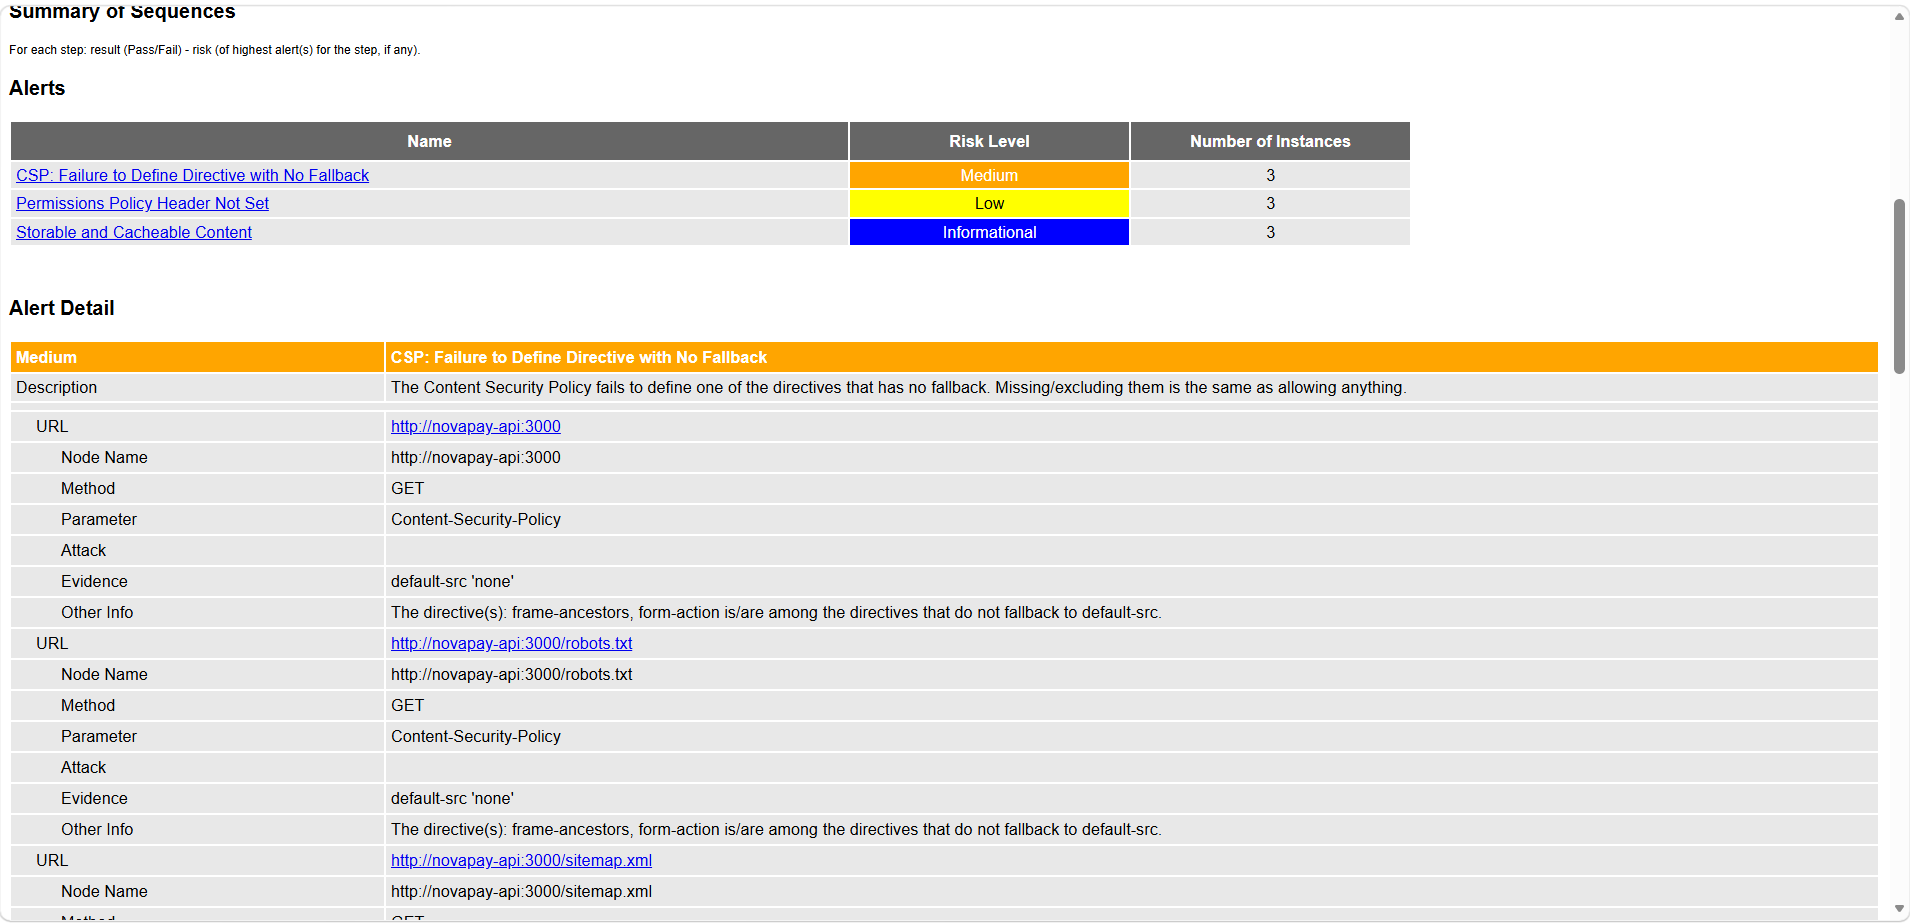 Summary of Sequences
For each step: result (Pass/Fail) - risk (of highest alert(s) for the step, if any).
Alerts
Name Risk Level Number of Instances
CSP: Failure to Define Directive with No Fallback Medium 3
Permissions Policy Header Not Set Low 3
Storable and Cacheable Content Informational 3
Alert Detail
Medium CSP: Failure to Define Directive with No Fallback
Description The Content Security Policy fails to define one of the directives that has no fallback. Missing/excluding them is the same as allowing anything.
URL http://novapay-api:3000
Node Name http://novapay-api:3000
Method GET
Parameter Content-Security-Policy
Attack
Evidence default-src 'none'
Other Info The directive(s): frame-ancestors, form-action is/are among the directives that do not fallback to default-src.
URL http://novapay-api:3000/robots.txt
Node Name http://novapay-api:3000/robots.txt
Method GET
Parameter Content-Security-Policy
Attack
Evidence default-src 'none'
Other Info The directive(s): frame-ancestors, form-action is/are among the directives that do not fallback to default-src.
URL http://novapay-api:3000/sitemap.xml
Node Name http://novapay-api:3000/sitemap.xml
Method GET